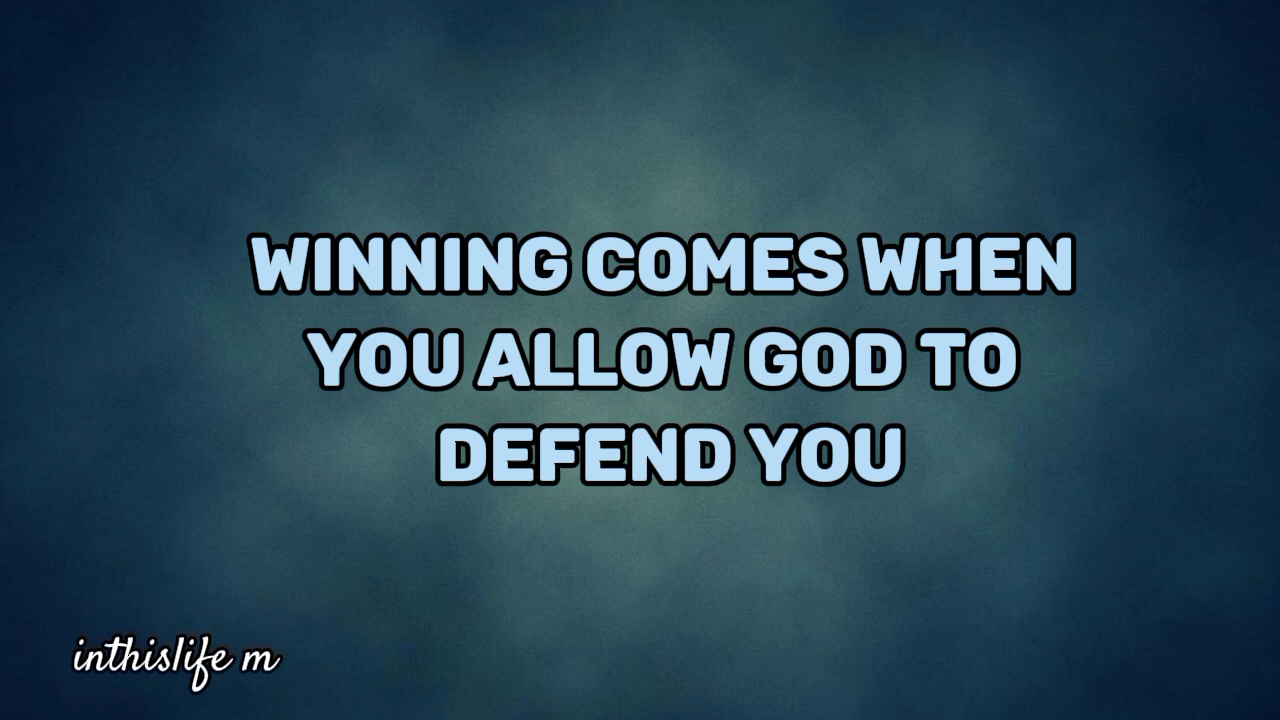 WINNING COMES WHEN
YOU ALLOW GOD TO
DEFEND YOU
inthislife m